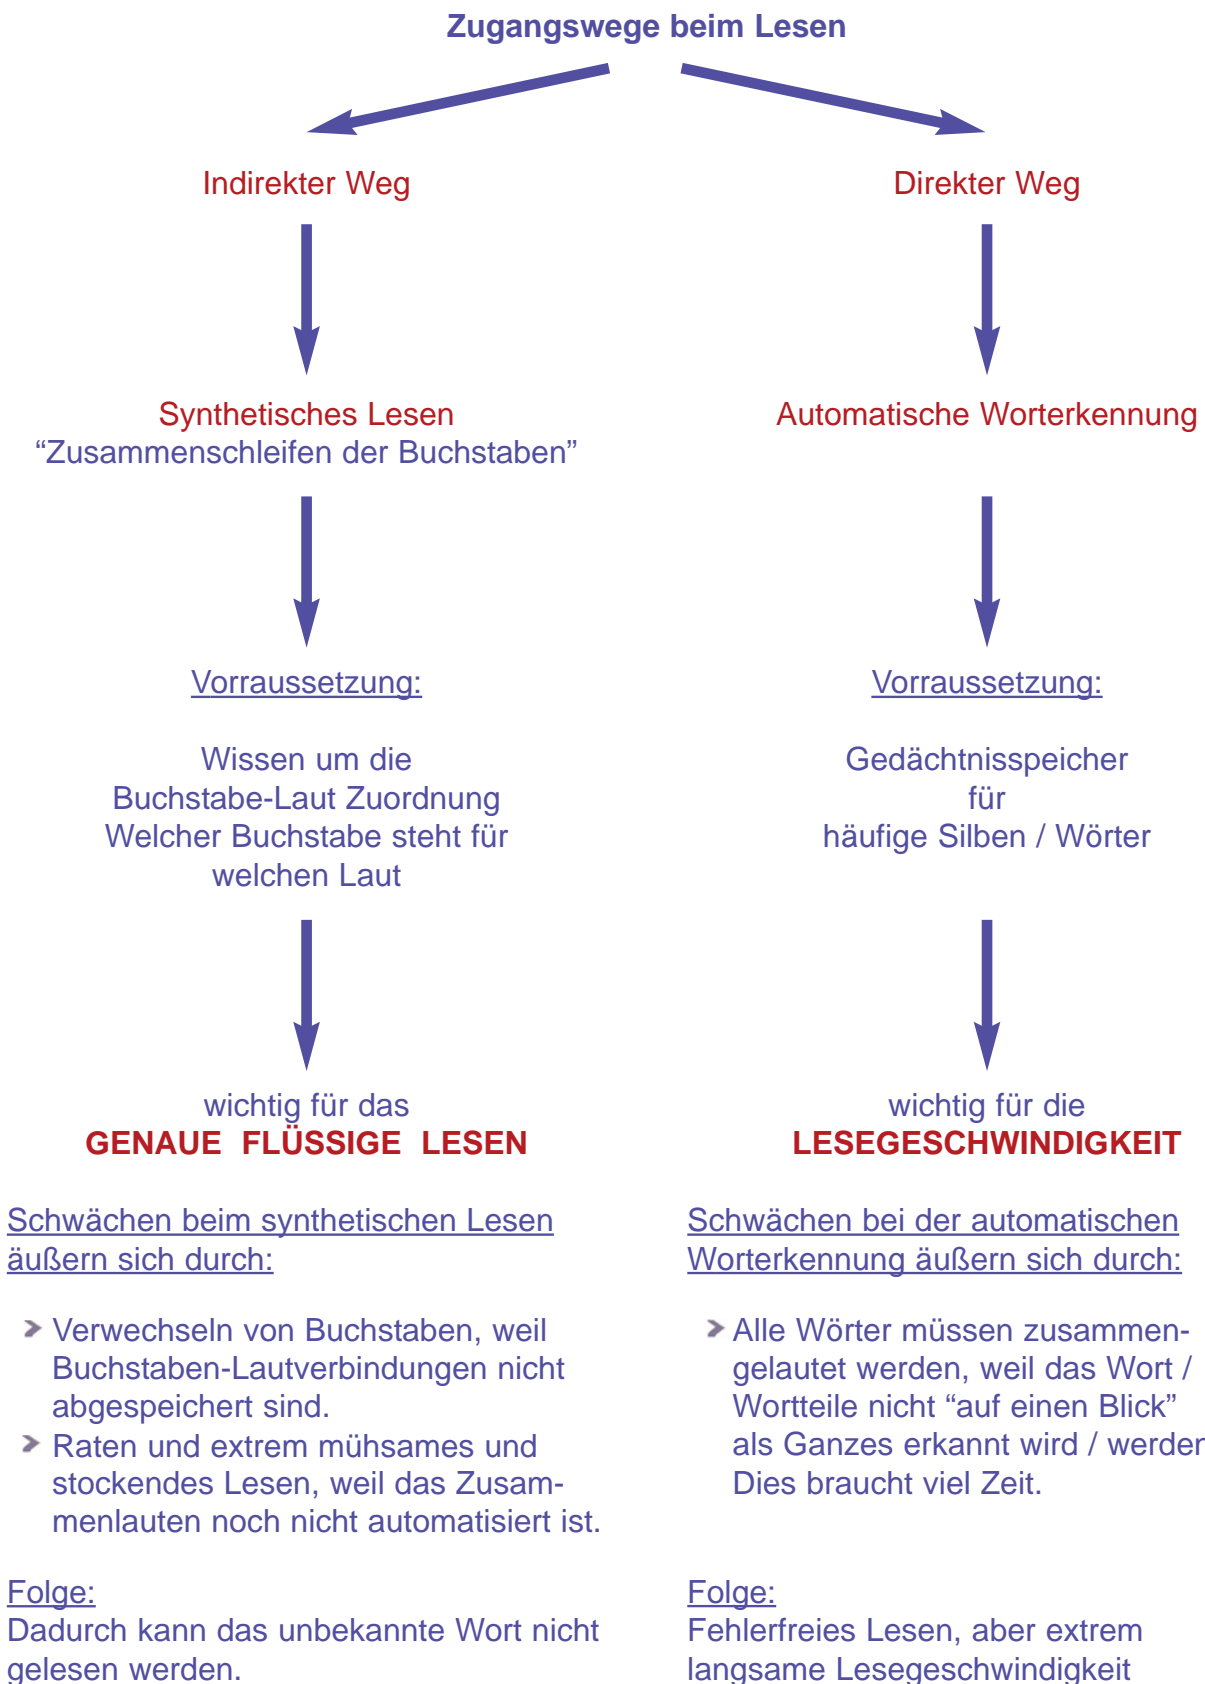 Zugangswege beim Lesen
Indirekter Weg
Synthetisches Lesen
“Zusammenschleifen der Buchstaben”
Vorraussetzung:
Wissen um die
Buchstabe-Laut Zuordnung
Welcher Buchstabe steht für
welchen Laut
wichtig für das
GENAUE FLÜSSIGE LESEN
Schwächen beim synthetischen Lesen
äußern sich durch:
Verwechseln von Buchstaben, weil
Buchstaben-Lautverbindungen nicht
abgespeichert sind.
Raten und extrem mühsames und
stockendes Lesen, weil das Zusam-
menlauten noch nicht automatisiert ist.
Folge:
Dadurch kann das unbekannte Wort nicht
gelesen werden.
Direkter Weg
Automatische Worterkennung
Vorraussetzung:
Gedächtnisspeicher
für
häufige Silben / Wörter
wichtig für die
LESEGESCHWINDIGKEIT
Schwächen bei der automatischen
Worterkennung äußern sich durch:
Alle Wörter müssen zusammen-
gelautet werden, weil das Wort /
Wortteile nicht “auf einen Blick”
als Ganzes erkannt wird / werden
Dies braucht viel Zeit.
Folge:
Fehlerfreies Lesen, aber extrem
langsame Lesegeschwindigkeit